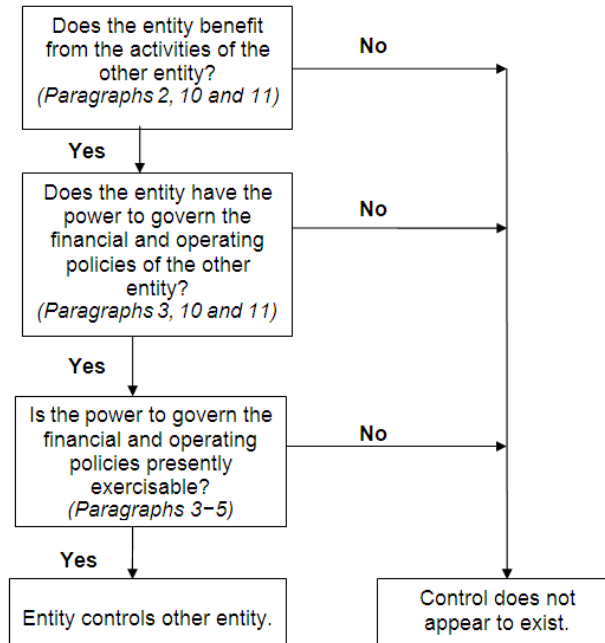 Does the entity benefit
from the activities of the
other entity?
(Paragraphs 2, 10 and 11)
No
Yes
Does the entity have the
power to govern the
financial and operating
policies of the other
entity?
(Paragraphs 3, 10 and 11)
No
Yes
Is the power to govern the
financial and operating
policies presently
exercisable?
(Paragraphs 3−5)
No
Yes
Entity controls other entity.
Control does not
appear to exist.